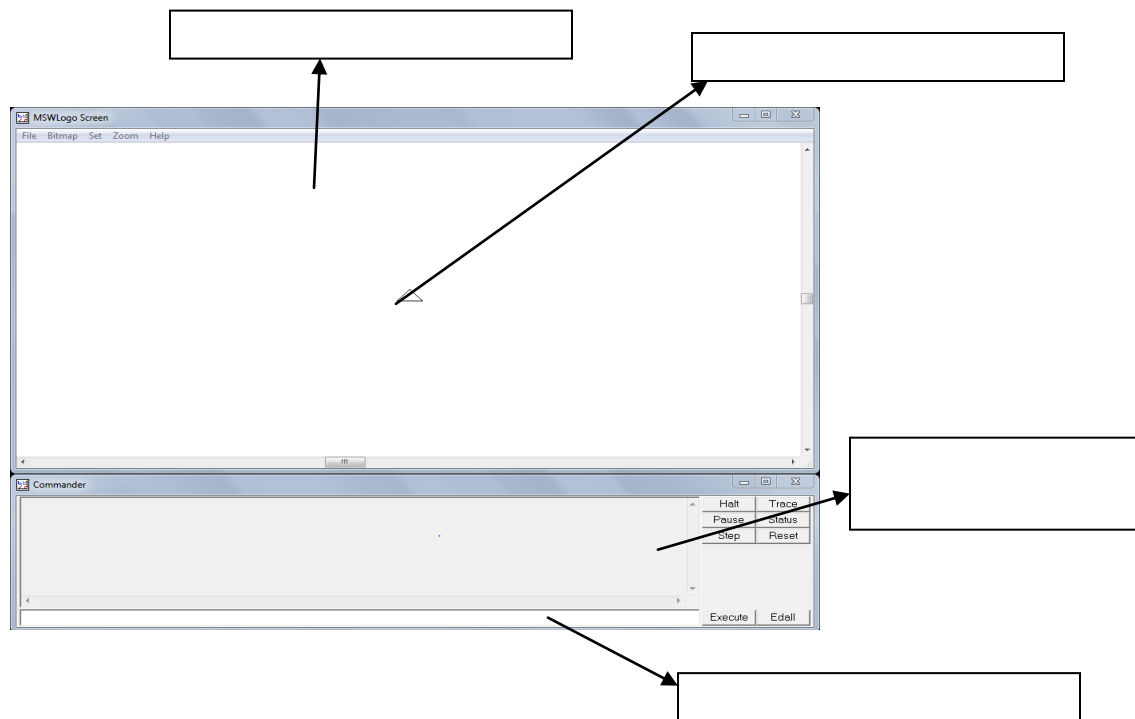 MSWLogo Screen
File Bitmap Set Zoom Help
Commander
Halt Trace
Pause Status
Step Reset
Execute Edall